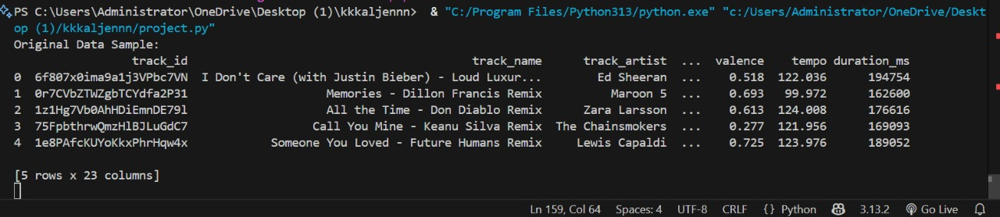 PS C:\Users\Administrator\OneDrive\Desktop (1)\kkkaljennn> & "C:/Program Files/Python313/python.exe" "c:/Users/Administrator/OneDrive/Deskt
op (1)/kkkaljennn/project.py"
Original Data Sample:
track_id track_name track_artist ... valence tempo duration_ms
0 6f807x0ima9a1j3VPbc7VN I Don't Care (with Justin Bieber) - Loud Luxur... Ed Sheeran ... 0.518 122.036 194754
1 0r7CVbZTWZgbTCYdfa2P31 Memories - Dillon Francis Remix Maroon 5 ... 0.693 99.972 162600
2 1z1Hg7Vb0AhHDiEmnDE79l All the Time - Don Diablo Remix Zara Larsson ... 0.613 124.008 176616
3 75FpbthrwQmzHlBJLuGdC7 Call You Mine - Keanu Silva Remix The Chainsmokers ... 0.277 121.956 169093
4 1e8PAfcKUYoKkxPhrHqw4x Someone You Loved - Future Humans Remix Lewis Capaldi ... 0.725 123.976 189052
[5 rows x 23 columns]
Ln 159, Col 64 Spaces: 4 UTF-8 CRLF {} Python 3.13.2 Go Live